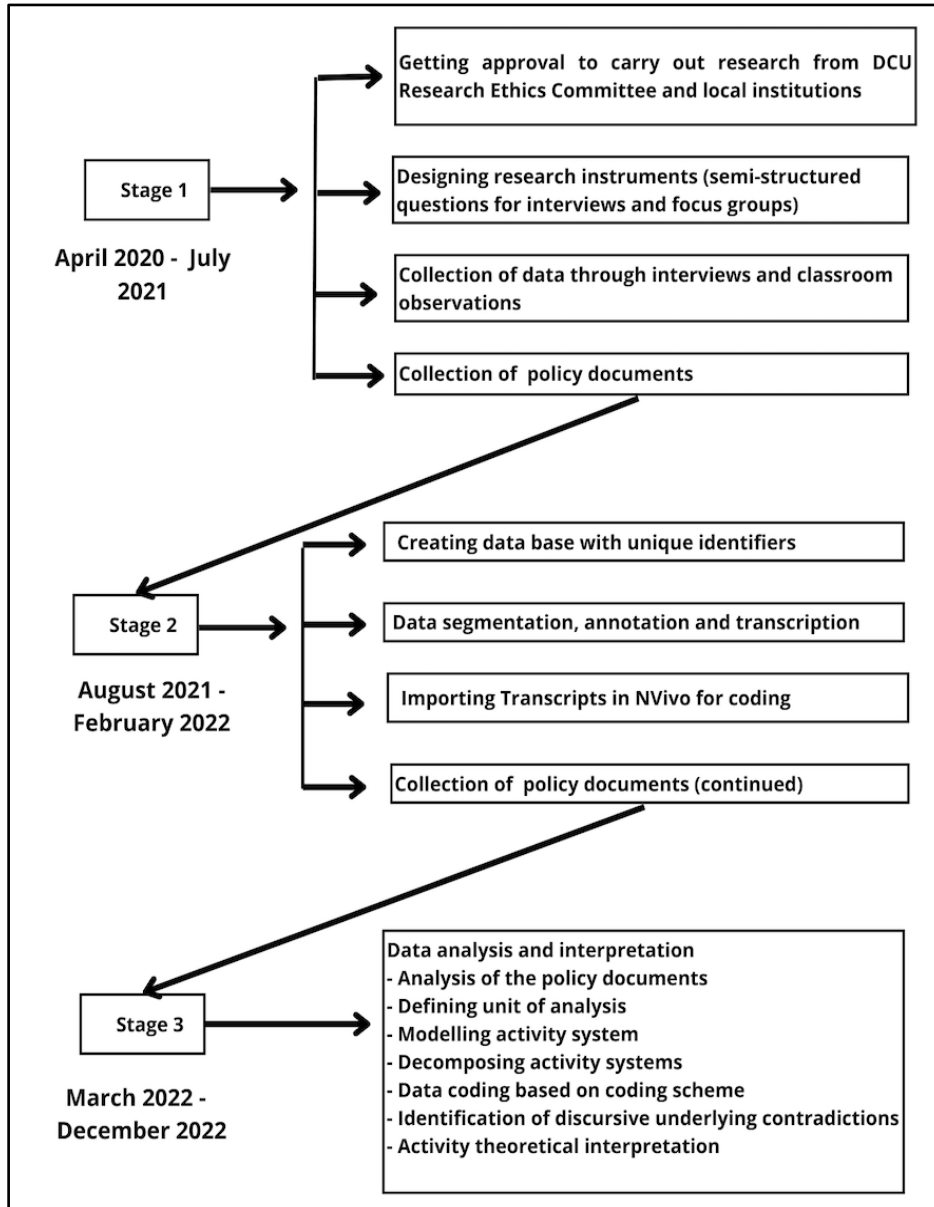 Getting approval to carry out research from DCU
Research Ethics Committee and local institutions
Stage 1
Designing research instruments (semi-structured
questions for interviews and focus groups)
April 2020 - July
2021
Collection of data through interviews and classroom
observations
Collection of policy documents
Creating data base with unique identifiers
Stage 2
Data segmentation, annotation and transcription
August 2021 -
February 2022
Importing Transcripts in NVivo for coding
Collection of policy documents (continued)
Data analysis and interpretation
- Analysis of the policy documents
- Defining unit of analysis
- Modelling activity system
- Decomposing activity systems
- Data coding based on coding scheme
- Identification of discursive underlying contradictions
- Activity theoretical interpretation
Stage 3
March 2022 -
December 2022